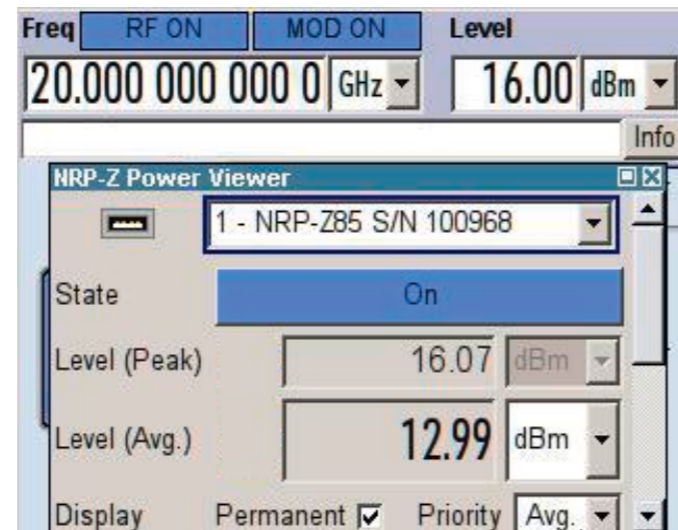 Freq RF ON MOD ON Level
20.000 000 000 0 GHz 16.00 dBm
Info
NRP-Z Power Viewer
1 - NRP-Z85 S/N 100968
State On
Level (Peak) 16.07 dBm
Level (Avg.) 12.99 dBm
Display Permanent Priority Avg.